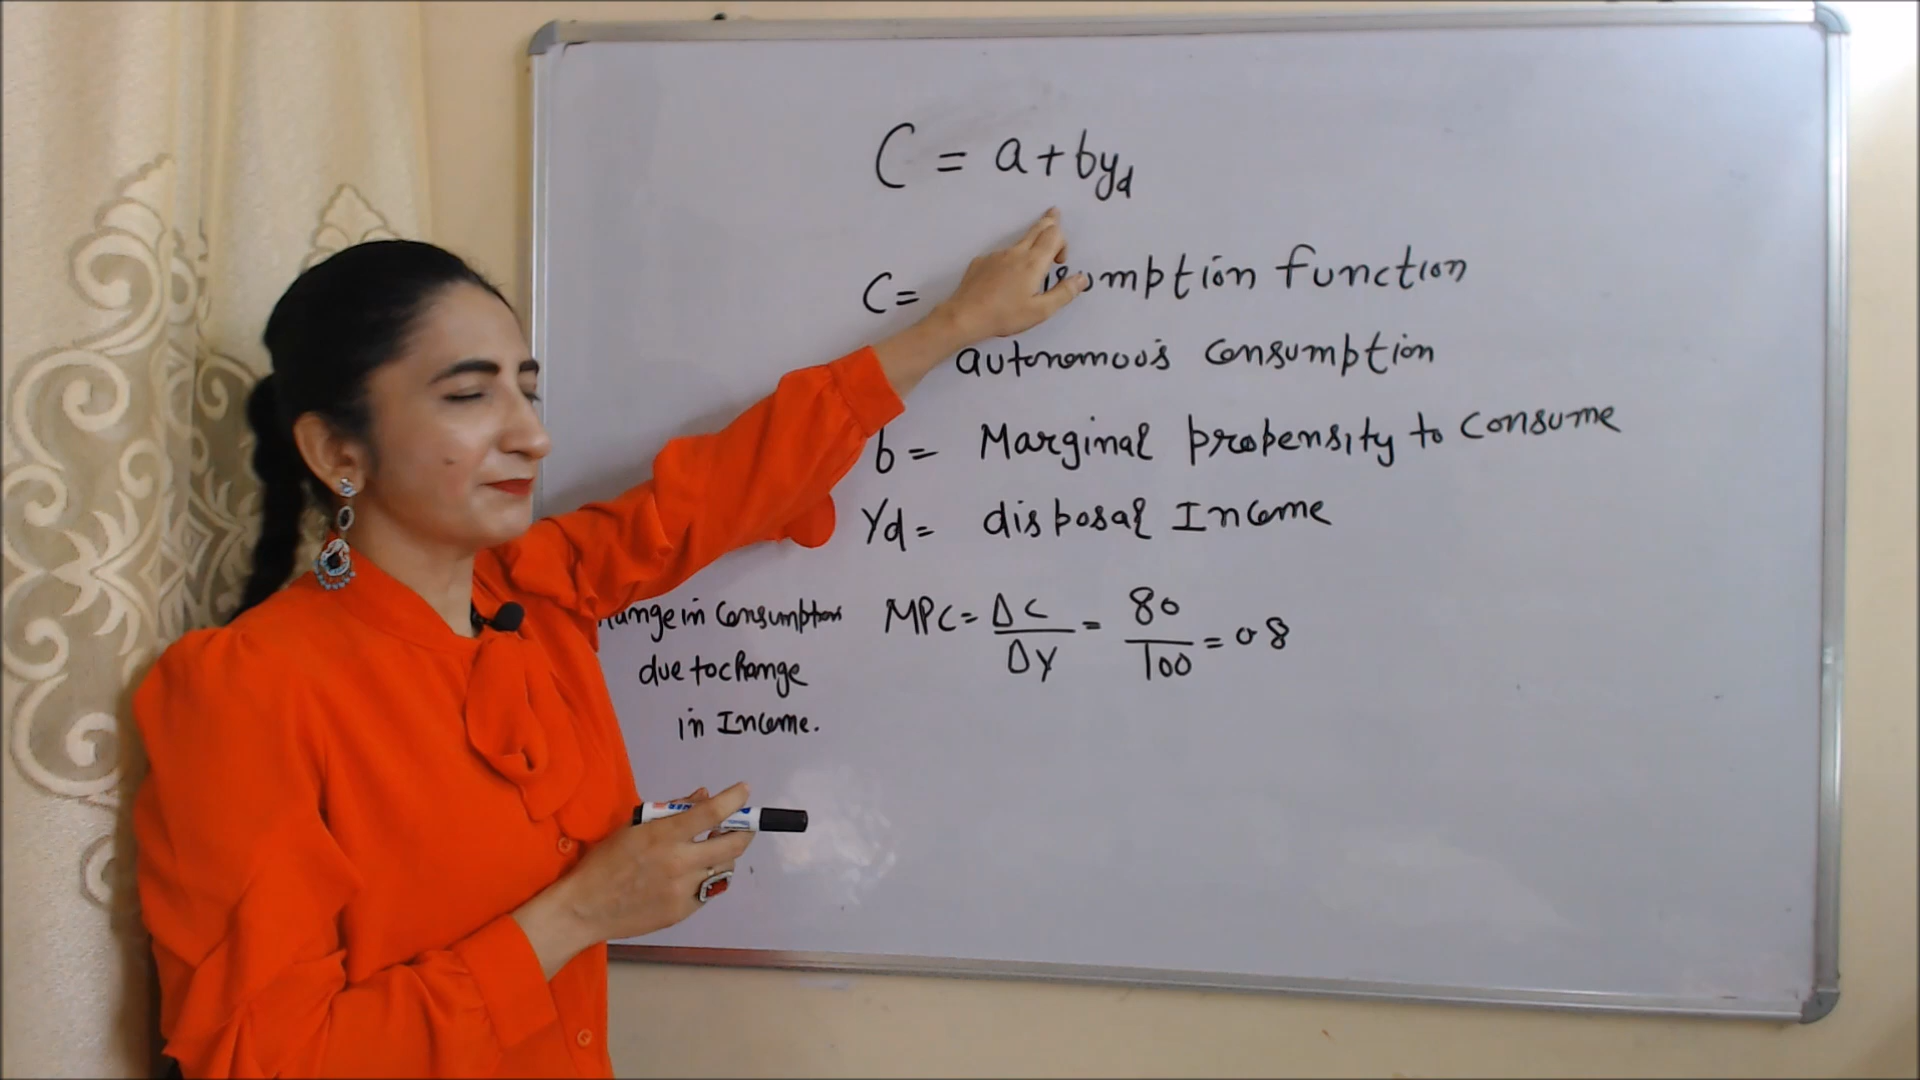 C = a + byd
C = sumption function
autonomous consumption
b = Marginal propensity to consume
Yd = disposal Income
MPC = ΔC/ΔY = 80/100 = 0 8
hange in Consumption
due to change
in Income.